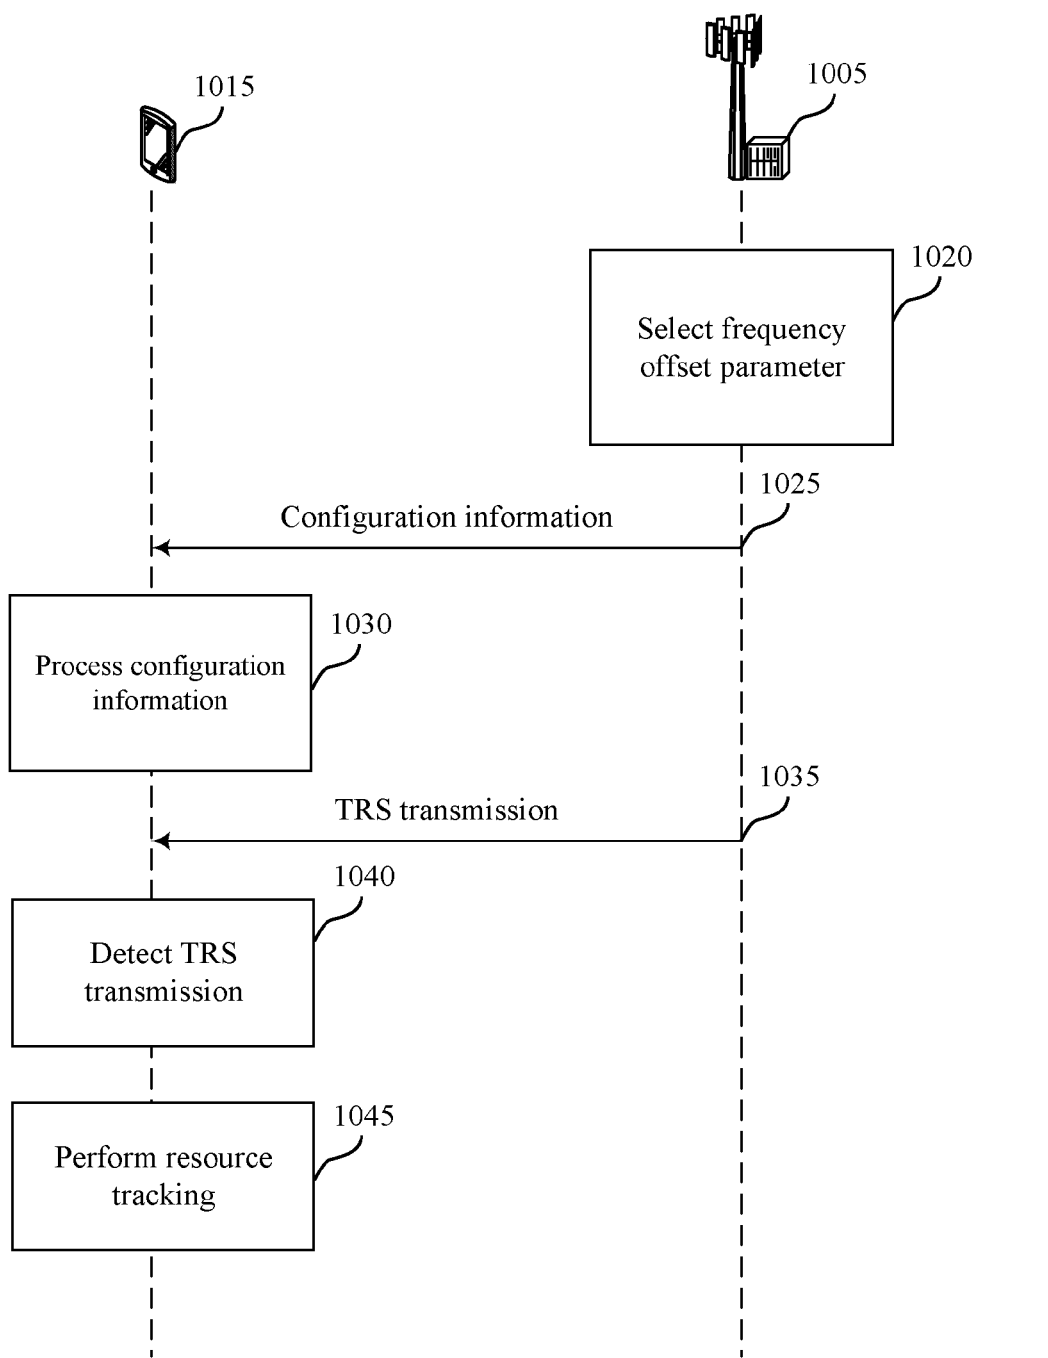 1015
1005
1020
Select frequency
offset parameter
1025
Configuration information
1030
Process configuration
information
1035
TRS transmission
1040
Detect TRS
transmission
1045
Perform resource
tracking